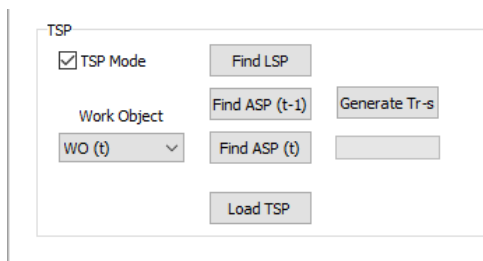 TSP
TSP Mode
Find LSP
Work Object
Find ASP (t-1)
Generate Tr-s
WO (t)
Find ASP (t)
Load TSP